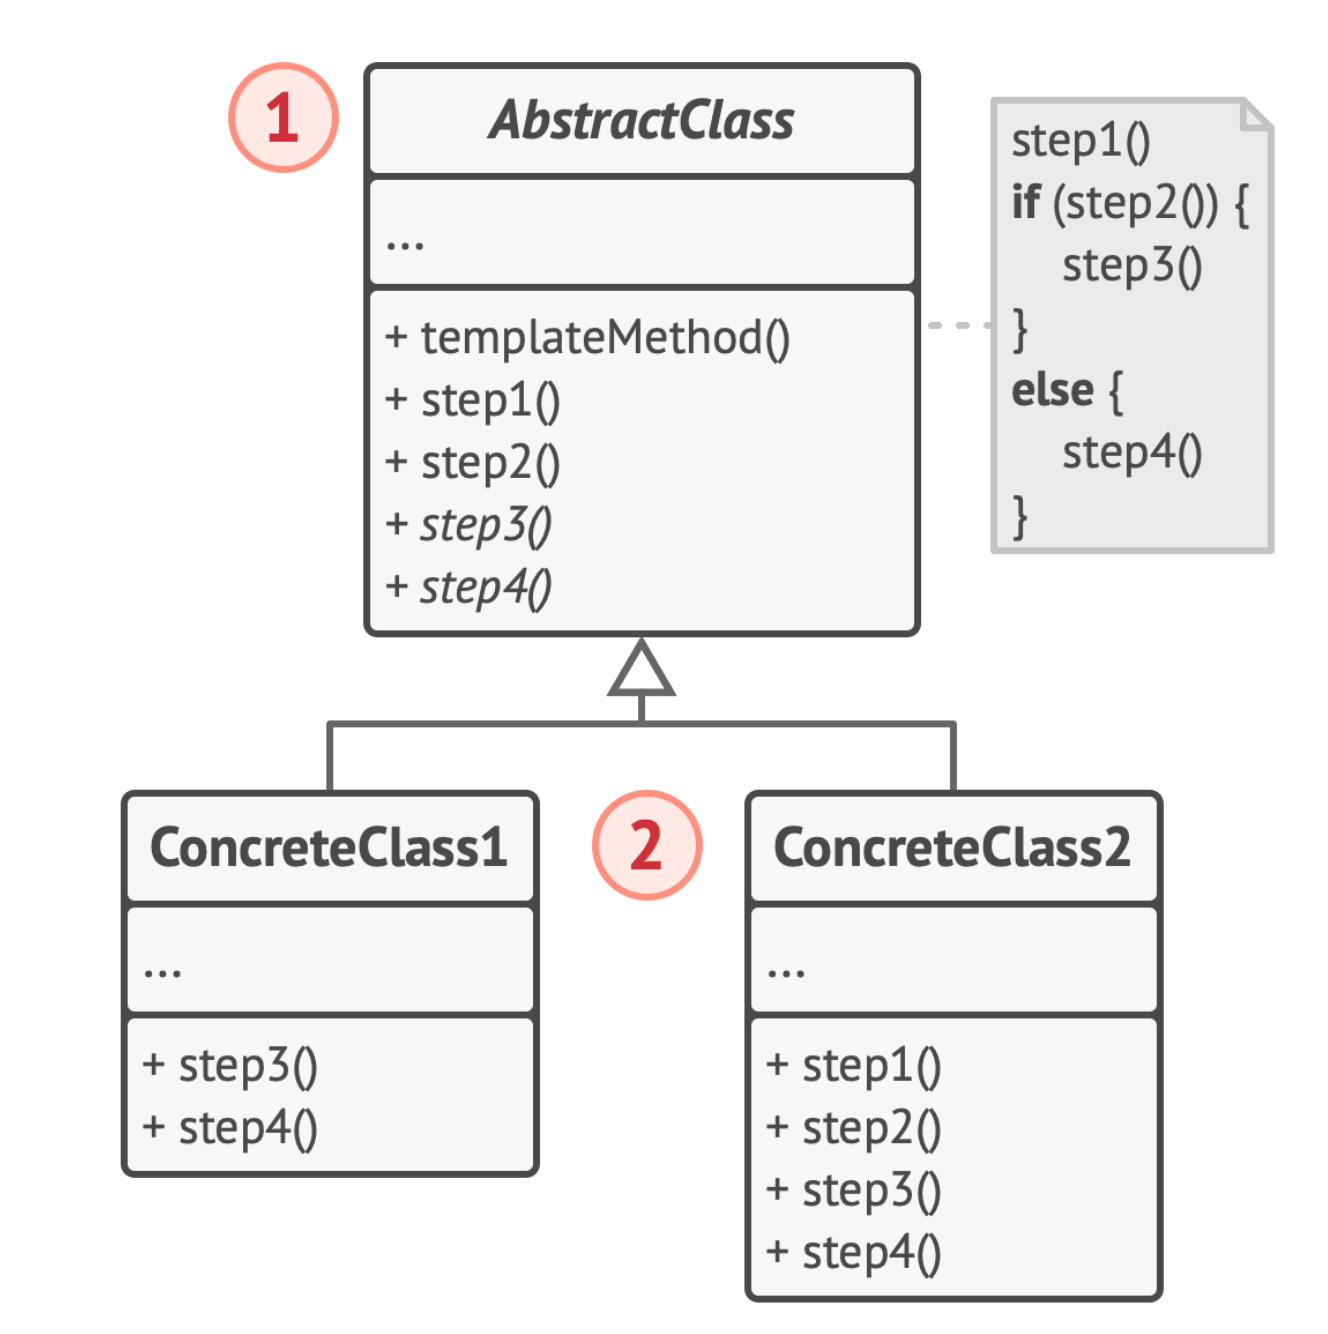 1
AbstractClass
...
+ templateMethod()
+ step1()
+ step2()
+ step3()
+ step4()
step1()
if (step2()) {
step3()
}
else {
step4()
}
2
ConcreteClass1
...
+ step3()
+ step4()
ConcreteClass2
...
+ step1()
+ step2()
+ step3()
+ step4()